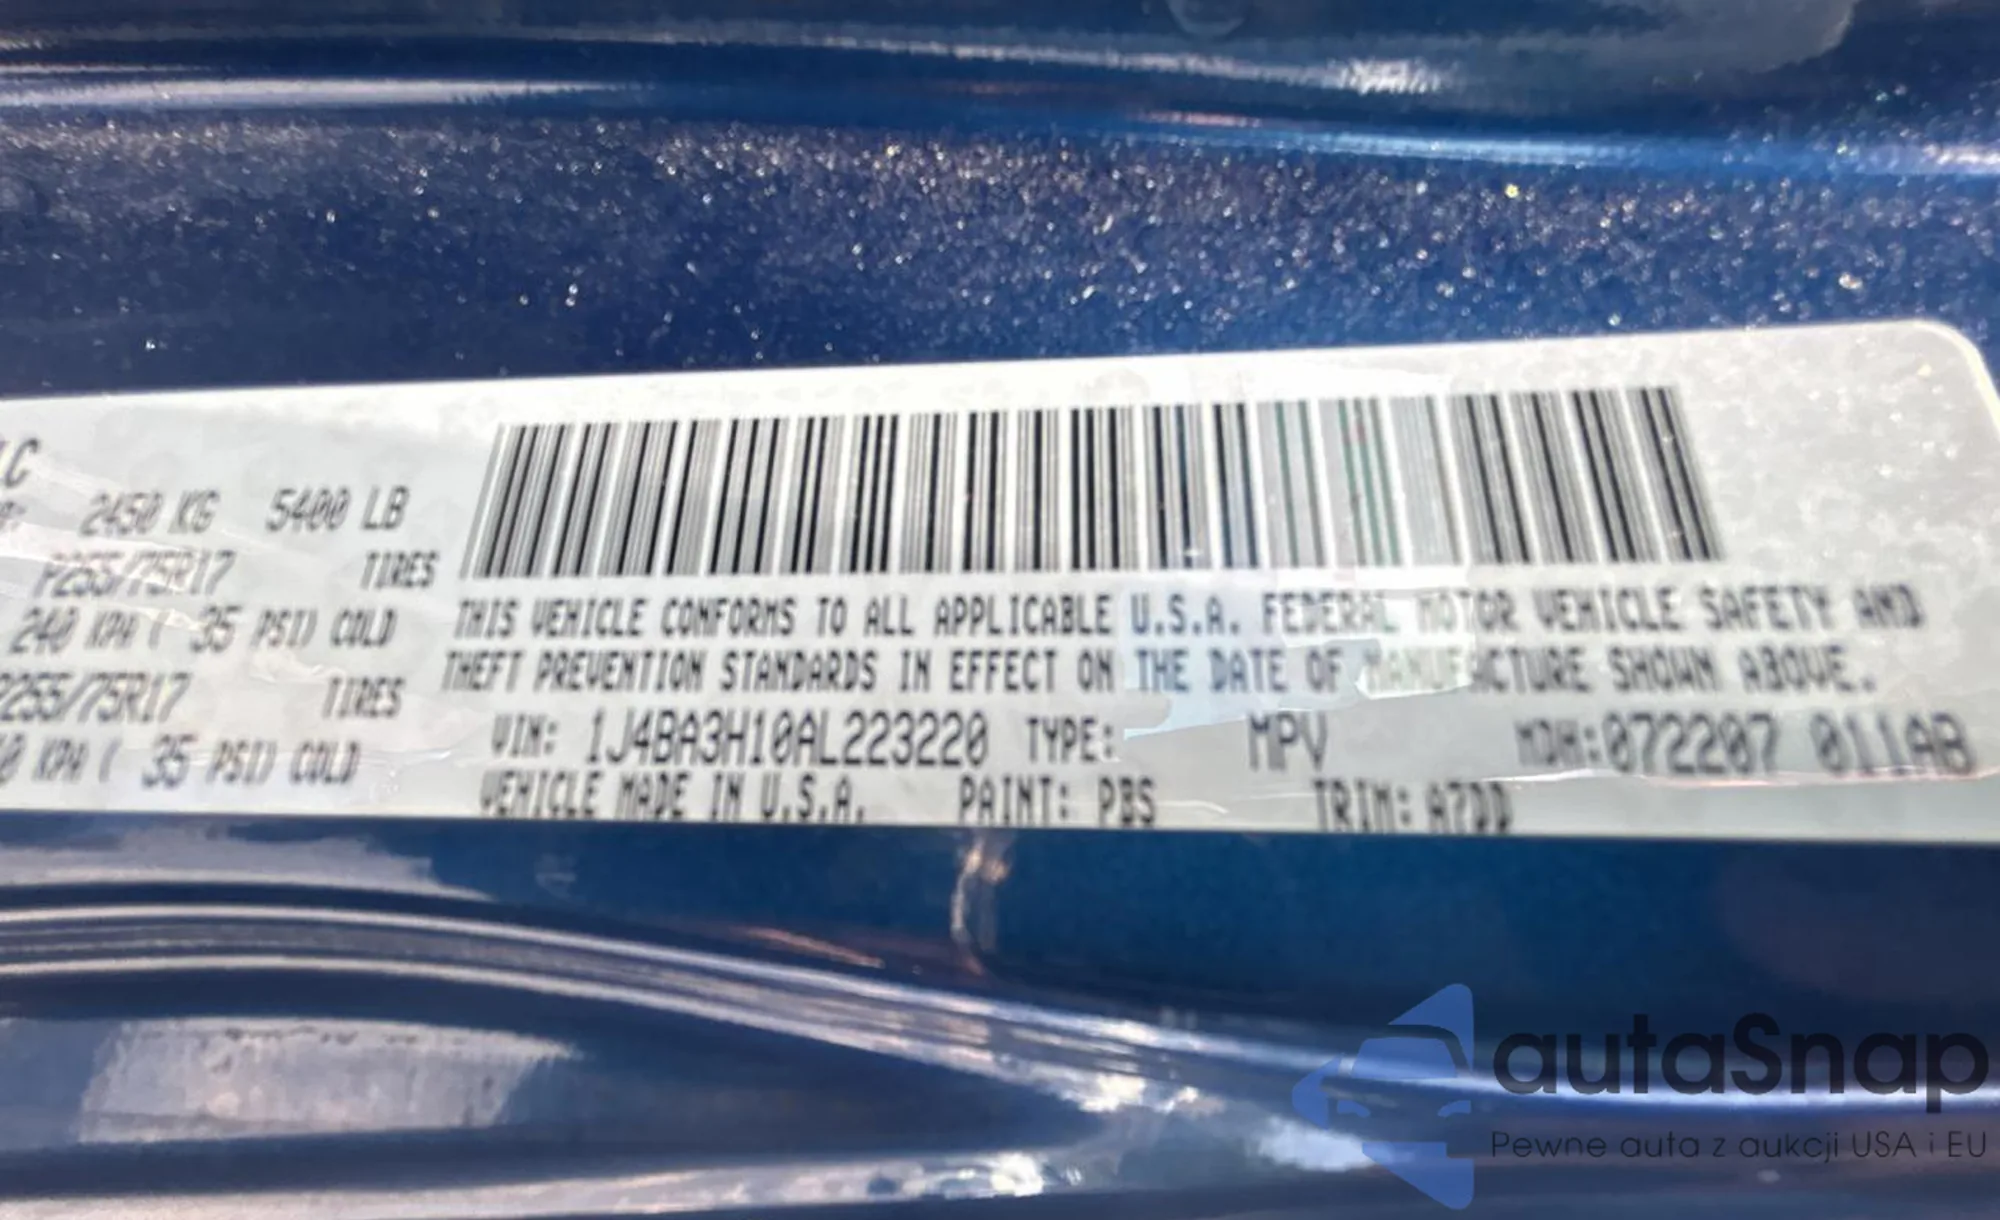 LC
2450 KG 5400 LB
P255/75R17 TIRES
240 KPA ( 35 PSI) COLD
P255/75R17 TIRES
KPA ( 35 PSI) COLD
THIS VEHICLE CONFORMS TO ALL APPLICABLE U.S.A. FEDERAL MOTOR VEHICLE SAFETY AND
THEFT PREVENTION STANDARDS IN EFFECT ON THE DATE OF MANUFACTURE SHOWN ABOVE.
VIN: 1J4BA3H10AL223220 TYPE: MPV MDH:072207 011AB
VEHICLE MADE IN U.S.A. PAINT: PBS TRIM: A7DD
autaSnap
Pewne auta z aukcji USA i EU